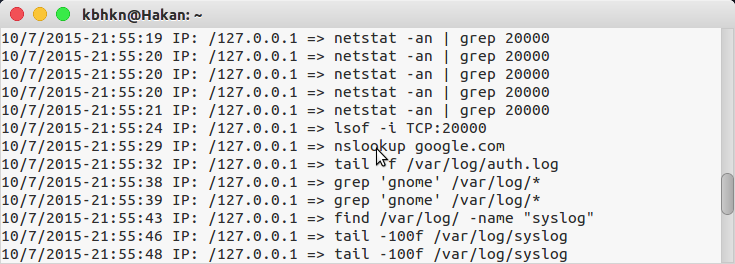 kbhkn@Hakan: ~
10/7/2015-21:55:19 IP: /127.0.0.1 => netstat -an | grep 20000
10/7/2015-21:55:20 IP: /127.0.0.1 => netstat -an | grep 20000
10/7/2015-21:55:20 IP: /127.0.0.1 => netstat -an | grep 20000
10/7/2015-21:55:20 IP: /127.0.0.1 => netstat -an | grep 20000
10/7/2015-21:55:21 IP: /127.0.0.1 => netstat -an | grep 20000
10/7/2015-21:55:24 IP: /127.0.0.1 => lsof -i TCP:20000
10/7/2015-21:55:29 IP: /127.0.0.1 => nslookup google.com
10/7/2015-21:55:32 IP: /127.0.0.1 => tail -f /var/log/auth.log
10/7/2015-21:55:38 IP: /127.0.0.1 => grep 'gnome' /var/log/*
10/7/2015-21:55:39 IP: /127.0.0.1 => grep 'gnome' /var/log/*
10/7/2015-21:55:43 IP: /127.0.0.1 => find /var/log/ -name "syslog"
10/7/2015-21:55:46 IP: /127.0.0.1 => tail -100f /var/log/syslog
10/7/2015-21:55:48 IP: /127.0.0.1 => tail -100f /var/log/syslog